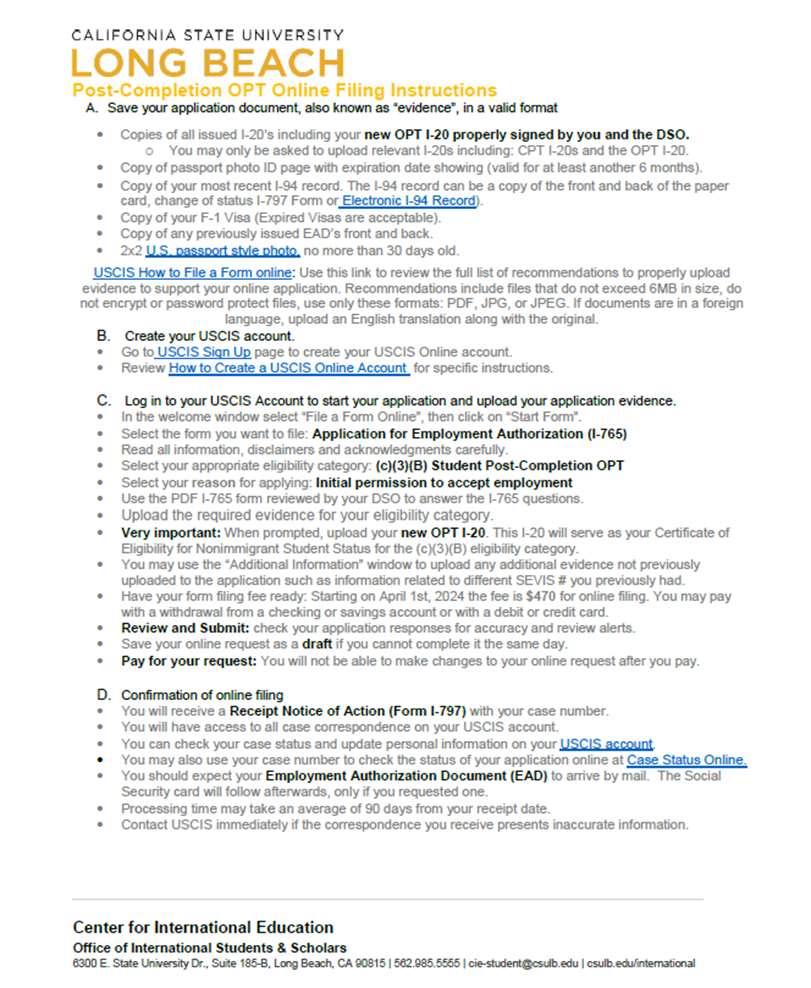 CALIFORNIA STATE UNIVERSITY
LONG BEACH
Post-Completion OPT Online Filing Instructions
A. Save your application document, also known as “evidence”, in a valid format
• Copies of all issued I-20’s including your new OPT I-20 properly signed by you and the DSO.
○ You may only be asked to upload relevant I-20s including: CPT I-20s and the OPT I-20.
• Copy of passport photo ID page with expiration date showing (valid for at least another 6 months).
• Copy of your most recent I-94 record. The I-94 record can be a copy of the front and back of the paper
card, change of status I-797 Form or Electronic I-94 Record).
• Copy of your F-1 Visa (Expired Visas are acceptable).
• Copy of any previously issued EAD’s front and back.
• 2x2 U.S. passport style photo, no more than 30 days old.
USCIS How to File a Form online: Use this link to review the full list of recommendations to properly upload
evidence to support your online application. Recommendations include files that do not exceed 6MB in size, do
not encrypt or password protect files, use only these formats: PDF, JPG, or JPEG. If documents are in a foreign
language, upload an English translation along with the original.
B. Create your USCIS account.
• Go to USCIS Sign Up page to create your USCIS Online account.
• Review How to Create a USCIS Online Account for specific instructions.
C. Log in to your USCIS Account to start your application and upload your application evidence.
• In the welcome window select “File a Form Online”, then click on “Start Form”.
• Select the form you want to file: Application for Employment Authorization (I-765)
• Read all information, disclaimers and acknowledgments carefully.
• Select your appropriate eligibility category: (c)(3)(B) Student Post-Completion OPT
• Select your reason for applying: Initial permission to accept employment
• Use the PDF I-765 form reviewed by your DSO to answer the I-765 questions.
• Upload the required evidence for your eligibility category.
• Very important: When prompted, upload your new OPT I-20. This I-20 will serve as your Certificate of
Eligibility for Nonimmigrant Student Status for the (c)(3)(B) eligibility category.
• You may use the “Additional Information” window to upload any additional evidence not previously
uploaded to the application such as information related to different SEVIS # you previously had.
• Have your form filing fee ready: Starting on April 1st, 2024 the fee is $470 for online filing. You may pay
with a withdrawal from a checking or savings account or with a debit or credit card.
• Review and Submit: check your application responses for accuracy and review alerts.
• Save your online request as a draft if you cannot complete it the same day.
• Pay for your request: You will not be able to make changes to your online request after you pay.
D. Confirmation of online filing
• You will receive a Receipt Notice of Action (Form I-797) with your case number.
• You will have access to all case correspondence on your USCIS account.
• You can check your case status and update personal information on your USCIS account.
• You may also use your case number to check the status of your application online at Case Status Online.
• You should expect your Employment Authorization Document (EAD) to arrive by mail. The Social
Security card will follow afterwards, only if you requested one.
• Processing time may take an average of 90 days from your receipt date.
• Contact USCIS immediately if the correspondence you receive presents inaccurate information.
Center for International Education
Office of International Students & Scholars
6300 E. State University Dr., Suite 185-B, Long Beach, CA 90815 | 562.985.5555 | cie-student@csulb.edu | csulb.edu/international